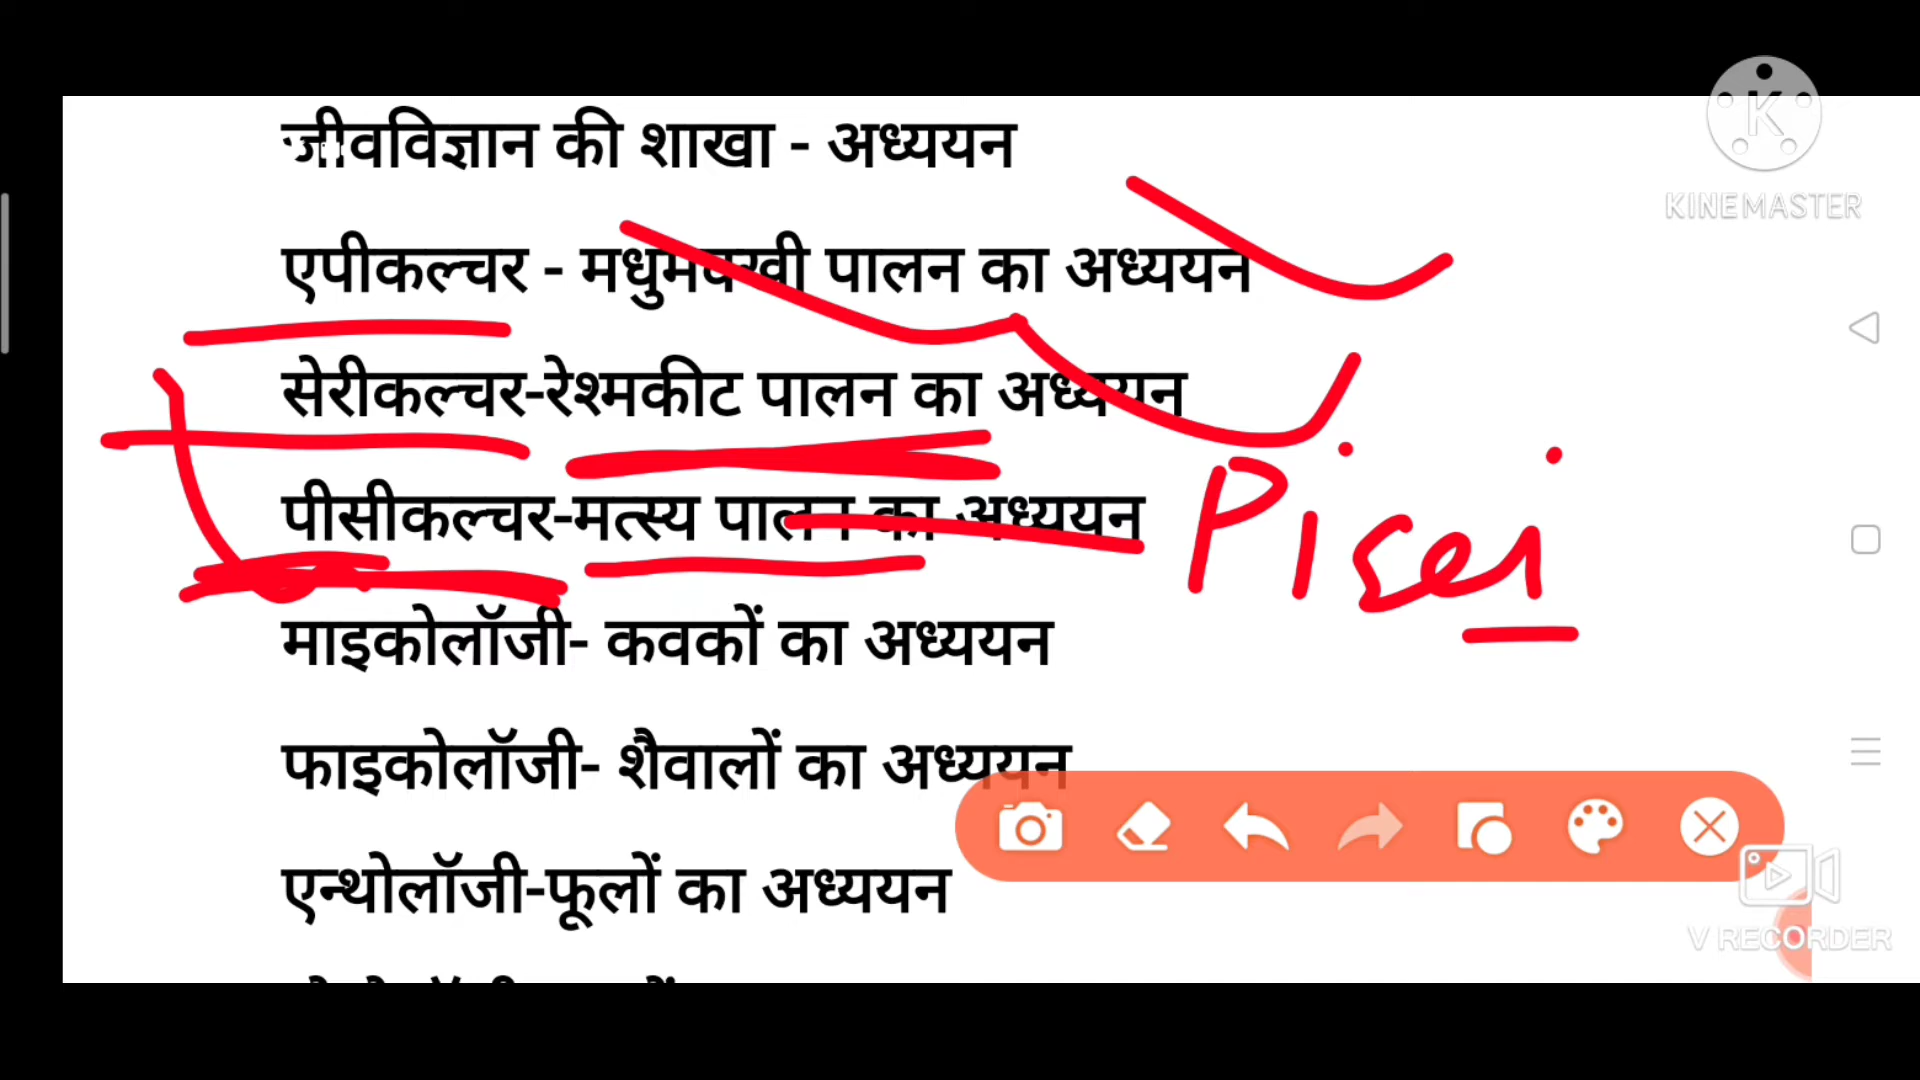 जीवविज्ञान की शाखा - अध्ययन
एपीकल्चर - मधुमक्खी पालन का अध्ययन
सेरीकल्चर-रेश्मकीट पालन का अध्ययन
पीसीकल्चर-मत्स्य पालन का अध्ययन
Pisci
माइकोलॉजी- कवकों का अध्ययन
फाइकोलॉजी- शैवालों का अध्ययन
एन्थोलॉजी-फूलों का अध्ययन
KINEMASTER
V RECORDER